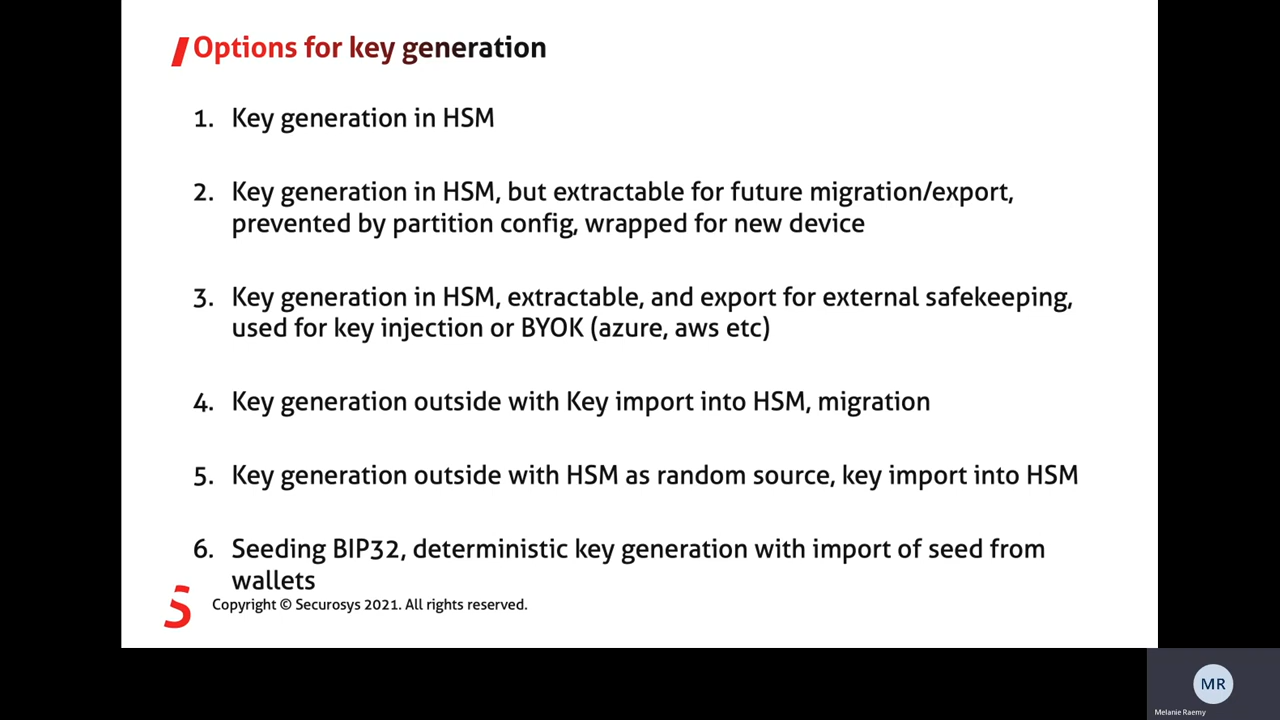 Options for key generation
1. Key generation in HSM
2. Key generation in HSM, but extractable for future migration/export,
prevented by partition config, wrapped for new device
3. Key generation in HSM, extractable, and export for external safekeeping,
used for key injection or BYOK (azure, aws etc)
4. Key generation outside with Key import into HSM, migration
5. Key generation outside with HSM as random source, key import into HSM
6. Seeding BIP32, deterministic key generation with import of seed from
wallets
Copyright © Securosys 2021. All rights reserved.
MR
Melanie Raemy